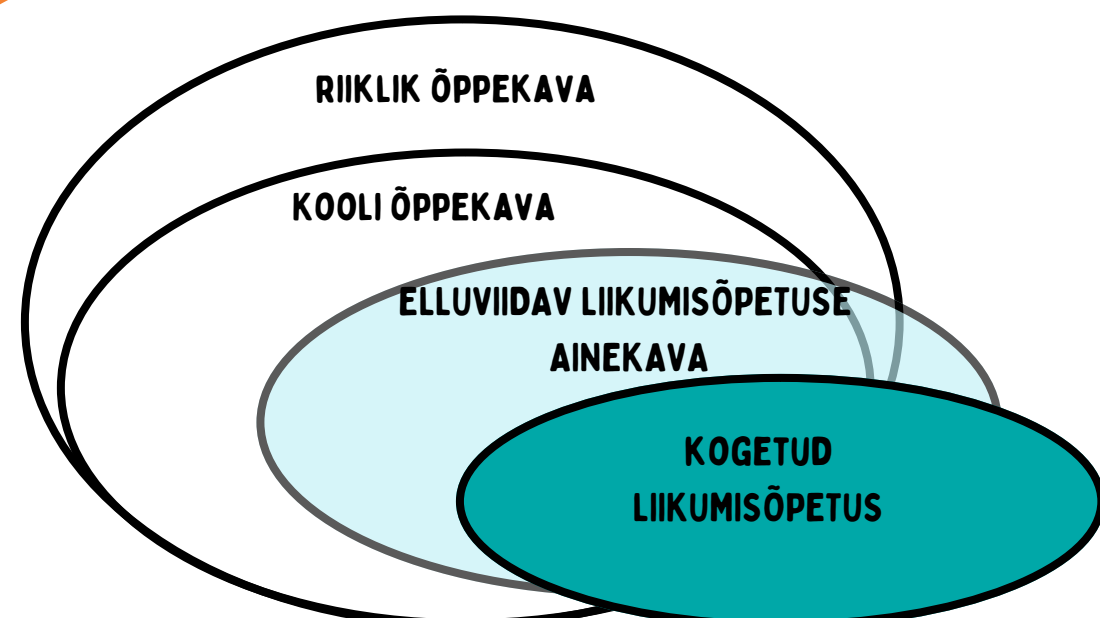 RIIKLIK ÕPPEKAVA
KOOLI ÕPPEKAVA
ELLUVIIDAV LIIKUMISÕPETUSE
AINEKAVA
KOGETUD
LIIKUMISÕPETUS